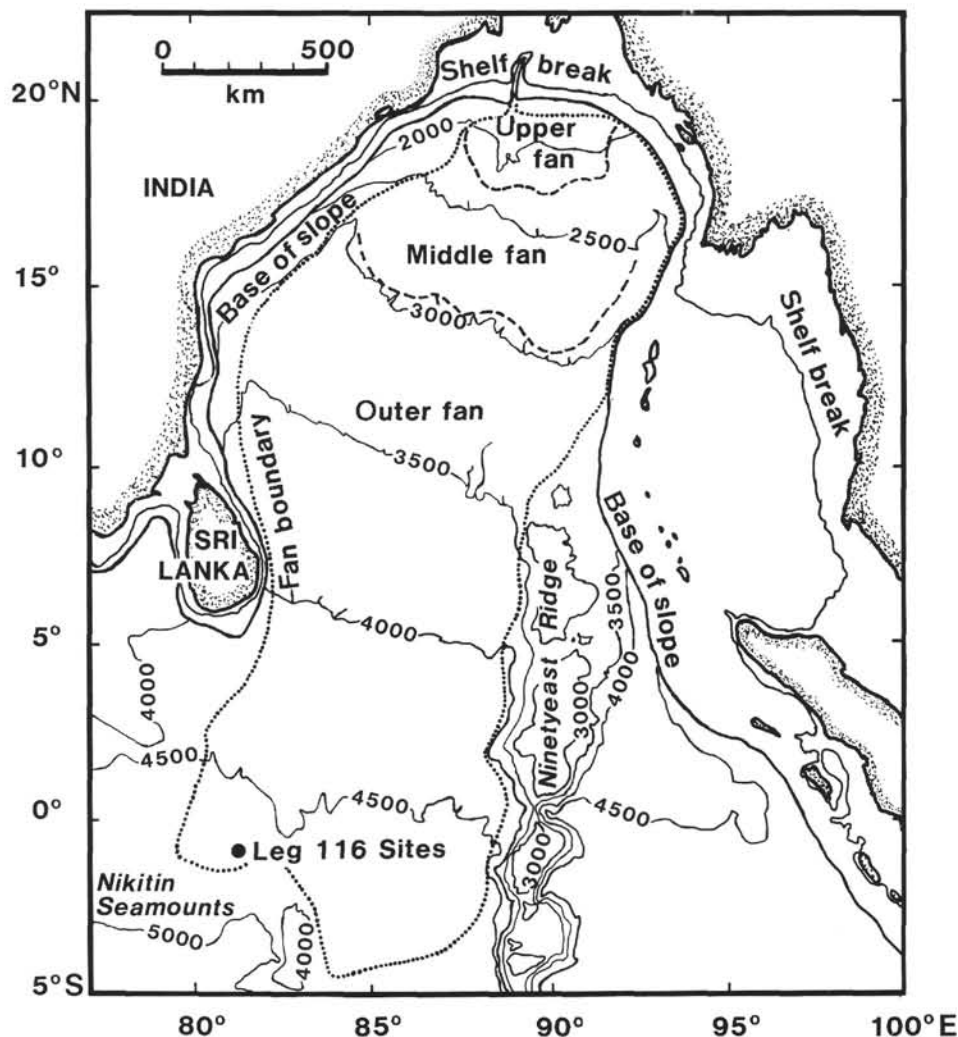 0 500
km
Shelf break
20°N
2000
Upper
fan
INDIA
Base of slope
2500
Middle fan
15°
3000
Shelf break
Outer fan
10°
3500
Fan boundary
SRI
LANKA
Base of slope
Ninetyeast Ridge
3500
4000
5°
4000
4000
3000
4500
4500
4500
0°
Leg 116 Sites
3000
Nikitin
Seamounts
5000
4000
5°S
80° 85° 90° 95° 100°E